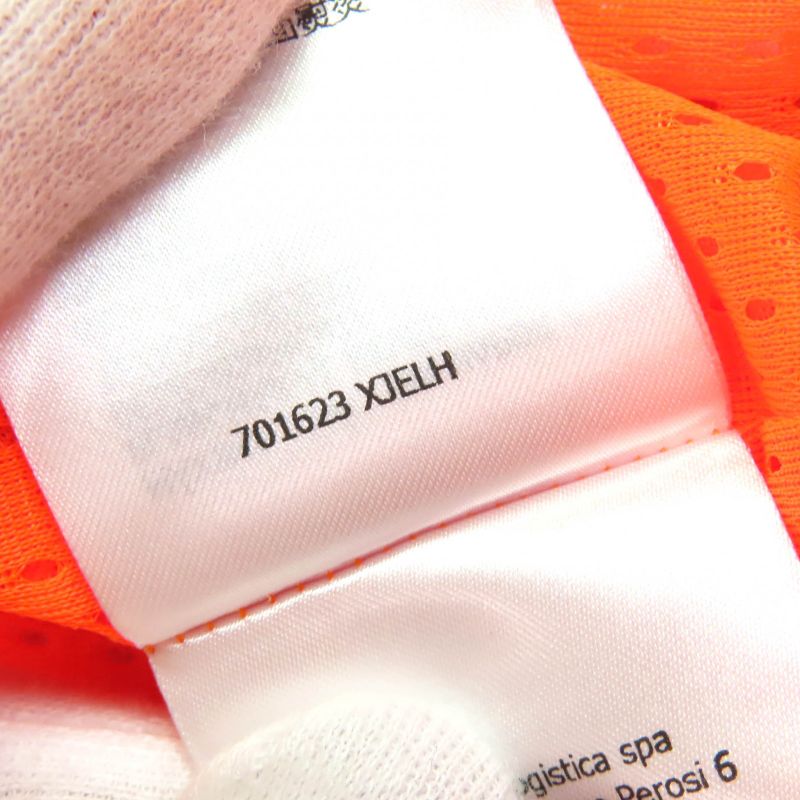 701623 XJELH
ogistica spa
Perosi 6